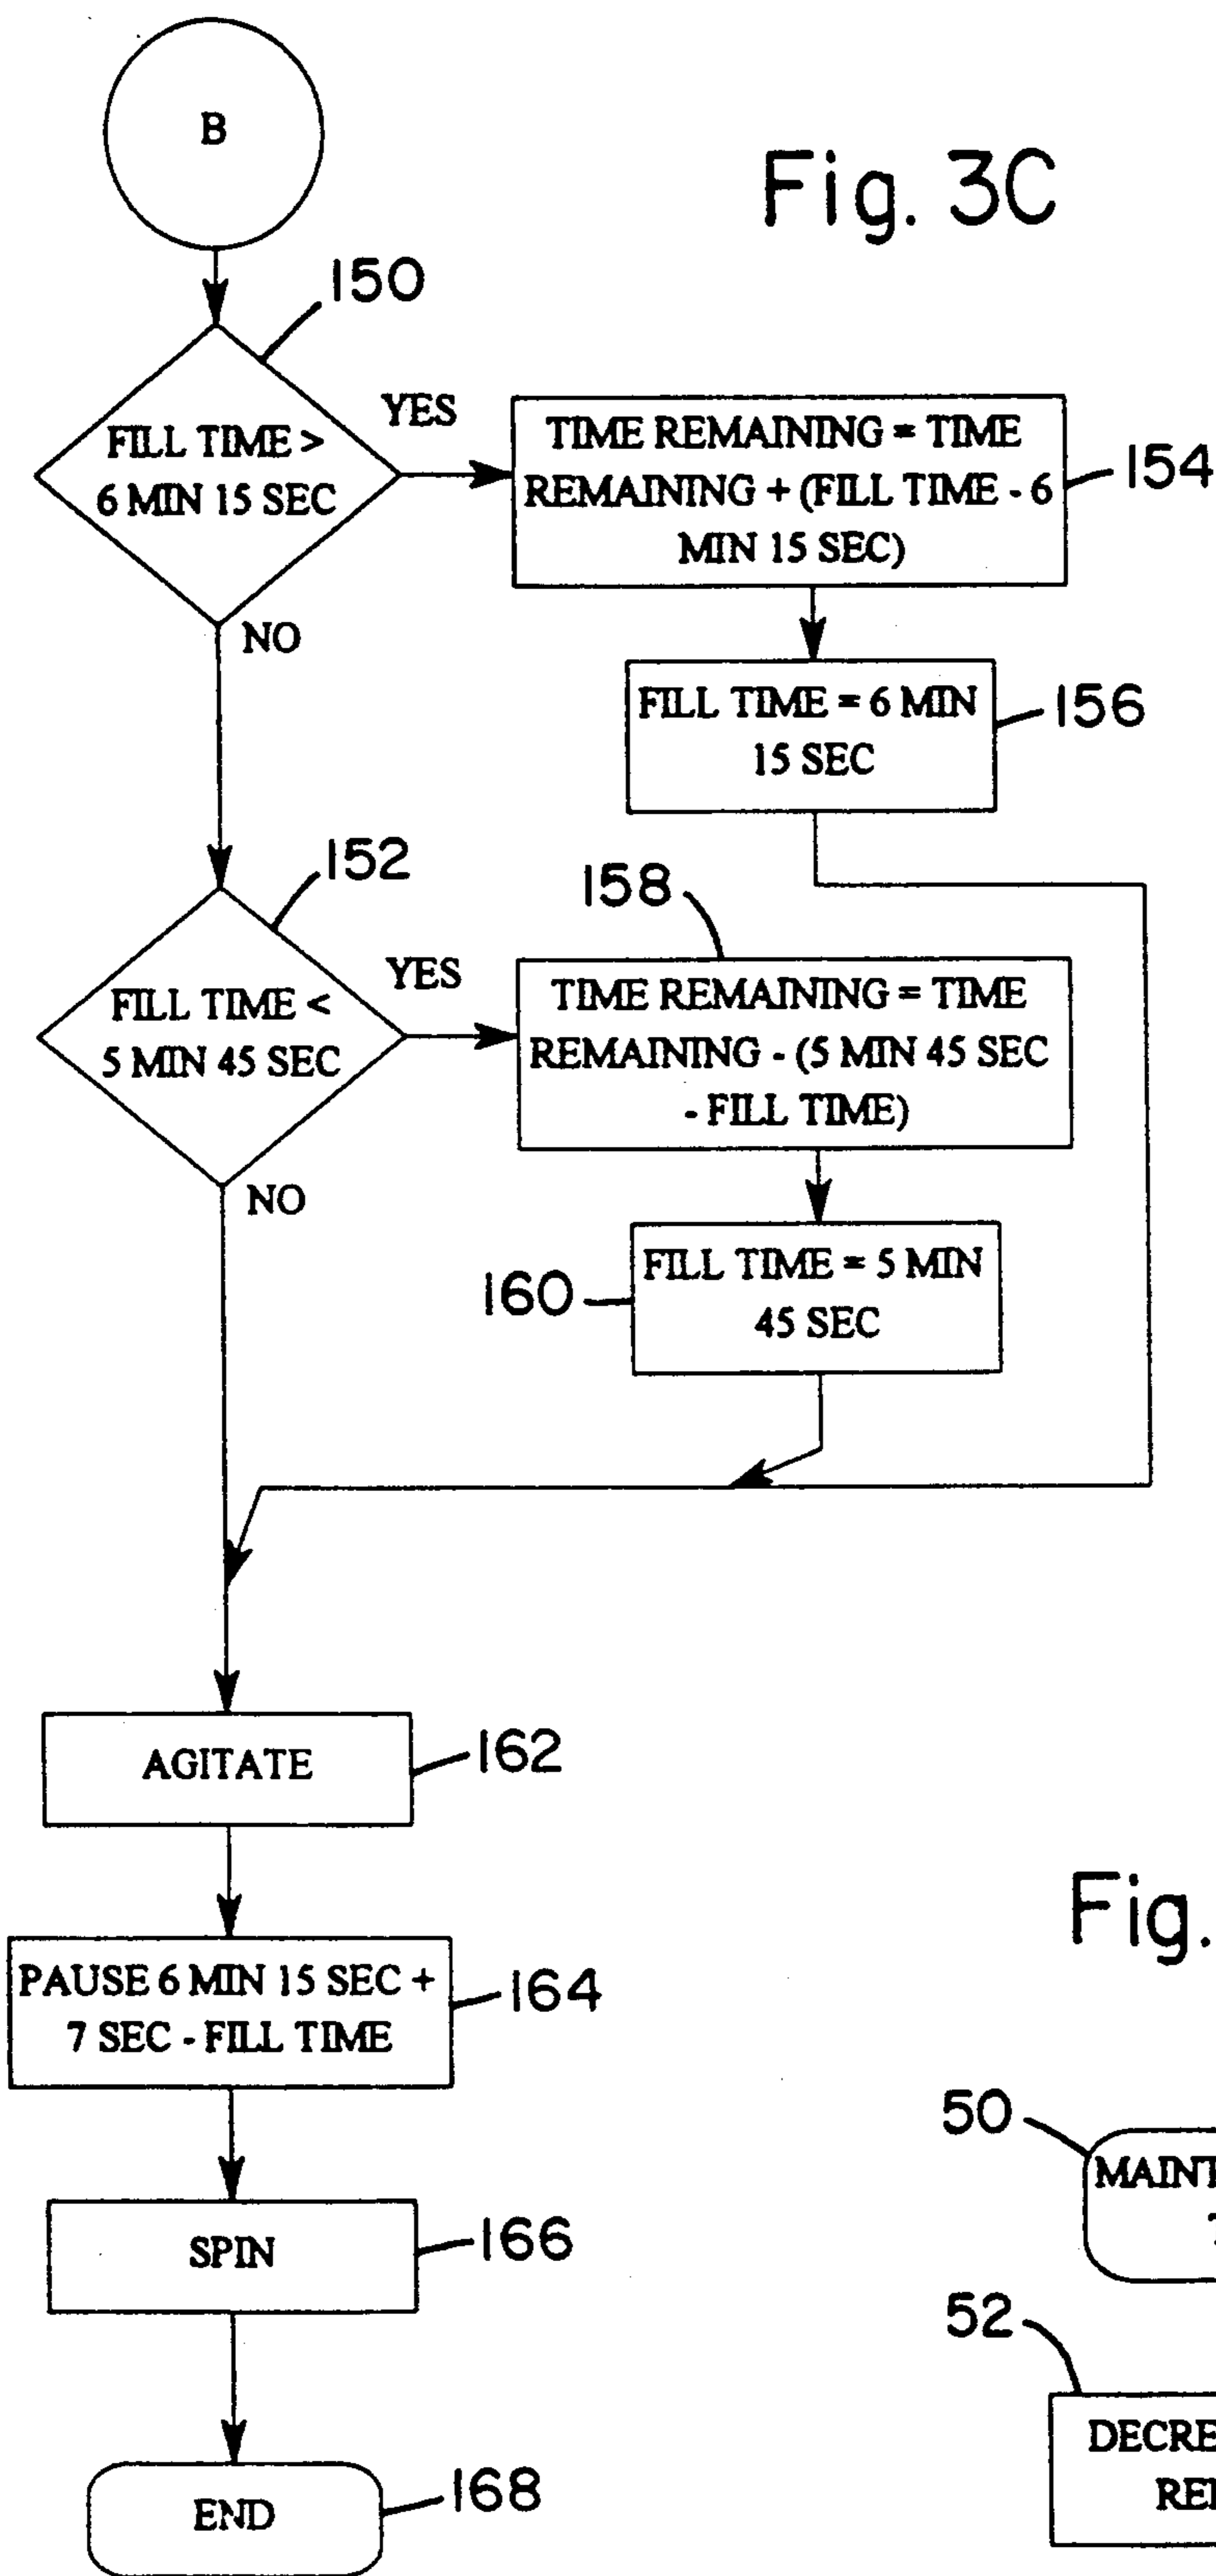 B
Fig. 3C
150
FILL TIME >
6 MIN 15 SEC
YES
NO
TIME REMAINING = TIME
REMAINING + (FILL TIME - 6
MIN 15 SEC)
154
FILL TIME = 6 MIN
15 SEC
156
152
FILL TIME <
5 MIN 45 SEC
YES
NO
158
TIME REMAINING = TIME
REMAINING - (5 MIN 45 SEC
- FILL TIME)
160
FILL TIME = 5 MIN
45 SEC
AGITATE
162
PAUSE 6 MIN 15 SEC +
7 SEC - FILL TIME
164
SPIN
166
END
168
Fig.
50
MAINT
52
DECRE